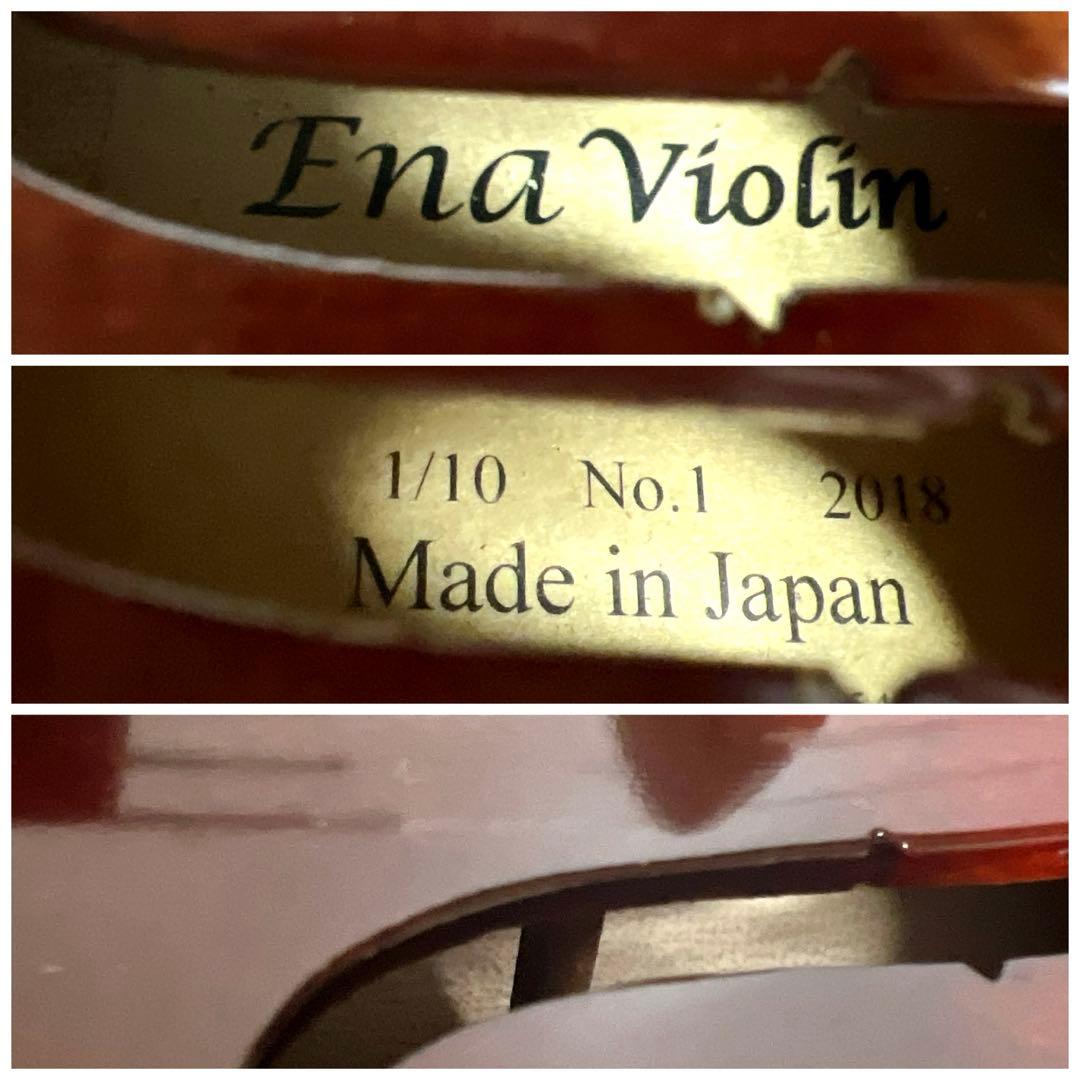 Ena Violin
1/10 No.1 2018
Made in Japan